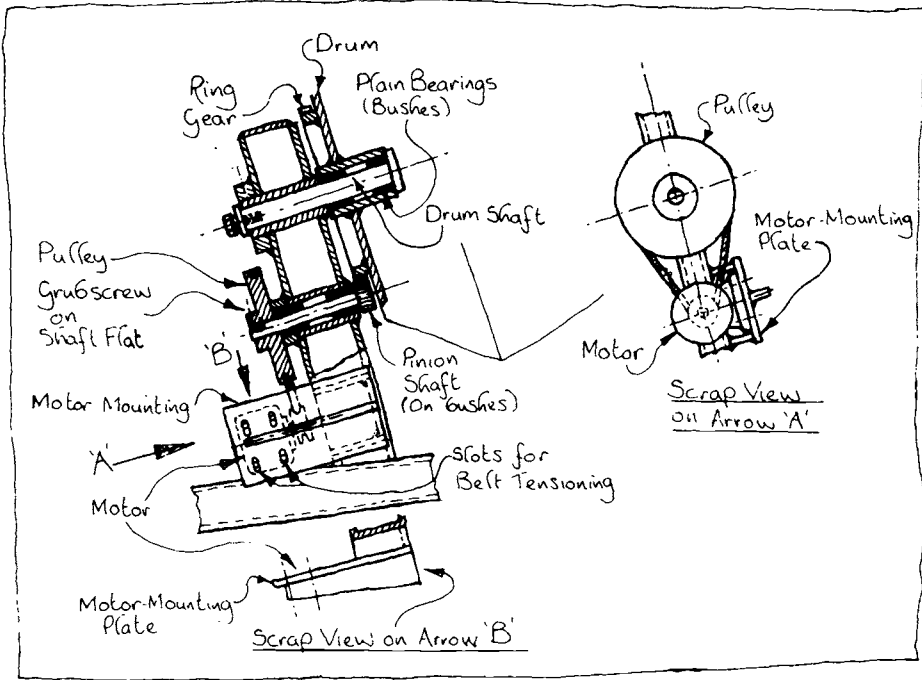 Drum
Ring
Gear
Plain Bearings
(Bushes)
Drum Shaft
Pulley
Grubscrew
on
Shaft Flat
'B'
Motor Mounting
Pinion
Shaft
(On bushes)
'A'
Slots for
Belt Tensioning
Motor
Motor-Mounting
Plate
Scrap View on Arrow 'B'
Pulley
Motor-Mounting
Plate
Motor
Scrap View
on Arrow 'A'